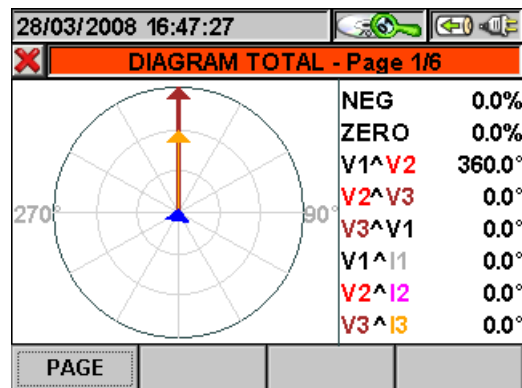 28/03/2008 16:47:27
DIAGRAM TOTAL - Page 1/6
NEG 0.0%
ZERO 0.0%
V1^V2 360.0°
V2^V3 0.0°
V3^V1 0.0°
V1^I1 0.0°
V2^I2 0.0°
V3^I3 0.0°
270°
90°
PAGE